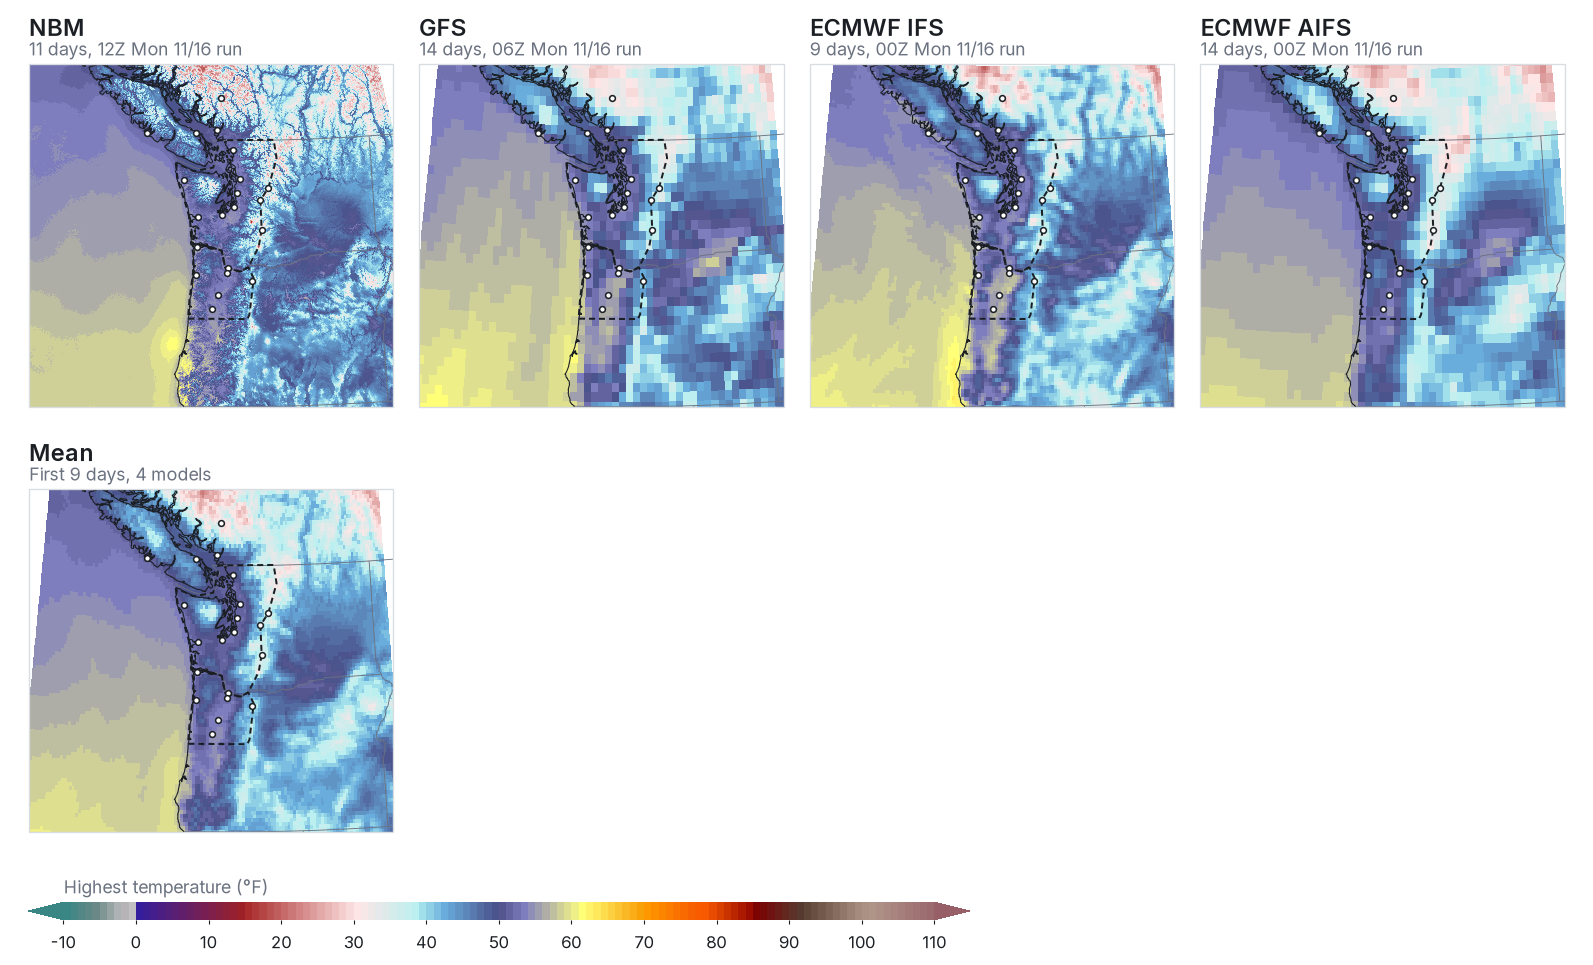 NBM
11 days, 12Z Mon 11/16 run
GFS
14 days, 06Z Mon 11/16 run
ECMWF IFS
9 days, 00Z Mon 11/16 run
ECMWF AIFS
14 days, 00Z Mon 11/16 run
Mean
First 9 days, 4 models
Highest temperature (°F)
-10 0 10 20 30 40 50 60 70 80 90 100 110